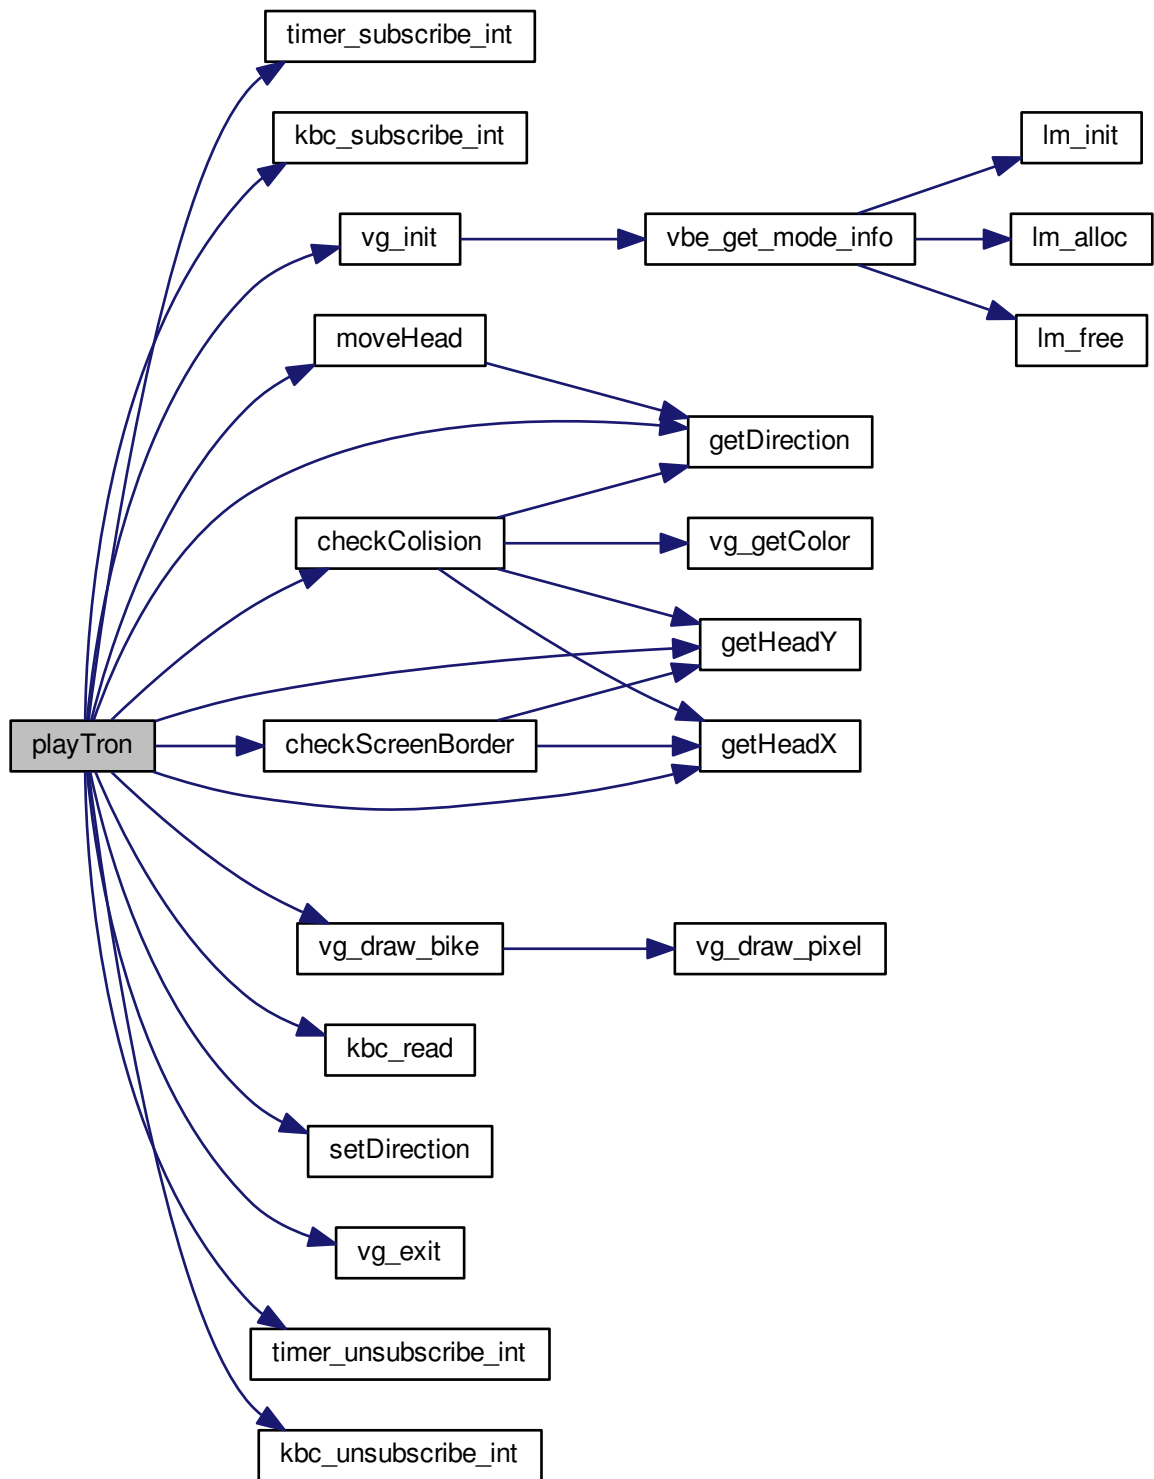 timer_subscribe_int
kbc_subscribe_int
lm_init
vg_init
vbe_get_mode_info
lm_alloc
moveHead
lm_free
getDirection
checkColision
vg_getColor
getHeadY
playTron
checkScreenBorder
getHeadX
vg_draw_bike
vg_draw_pixel
kbc_read
setDirection
vg_exit
timer_unsubscribe_int
kbc_unsubscribe_int